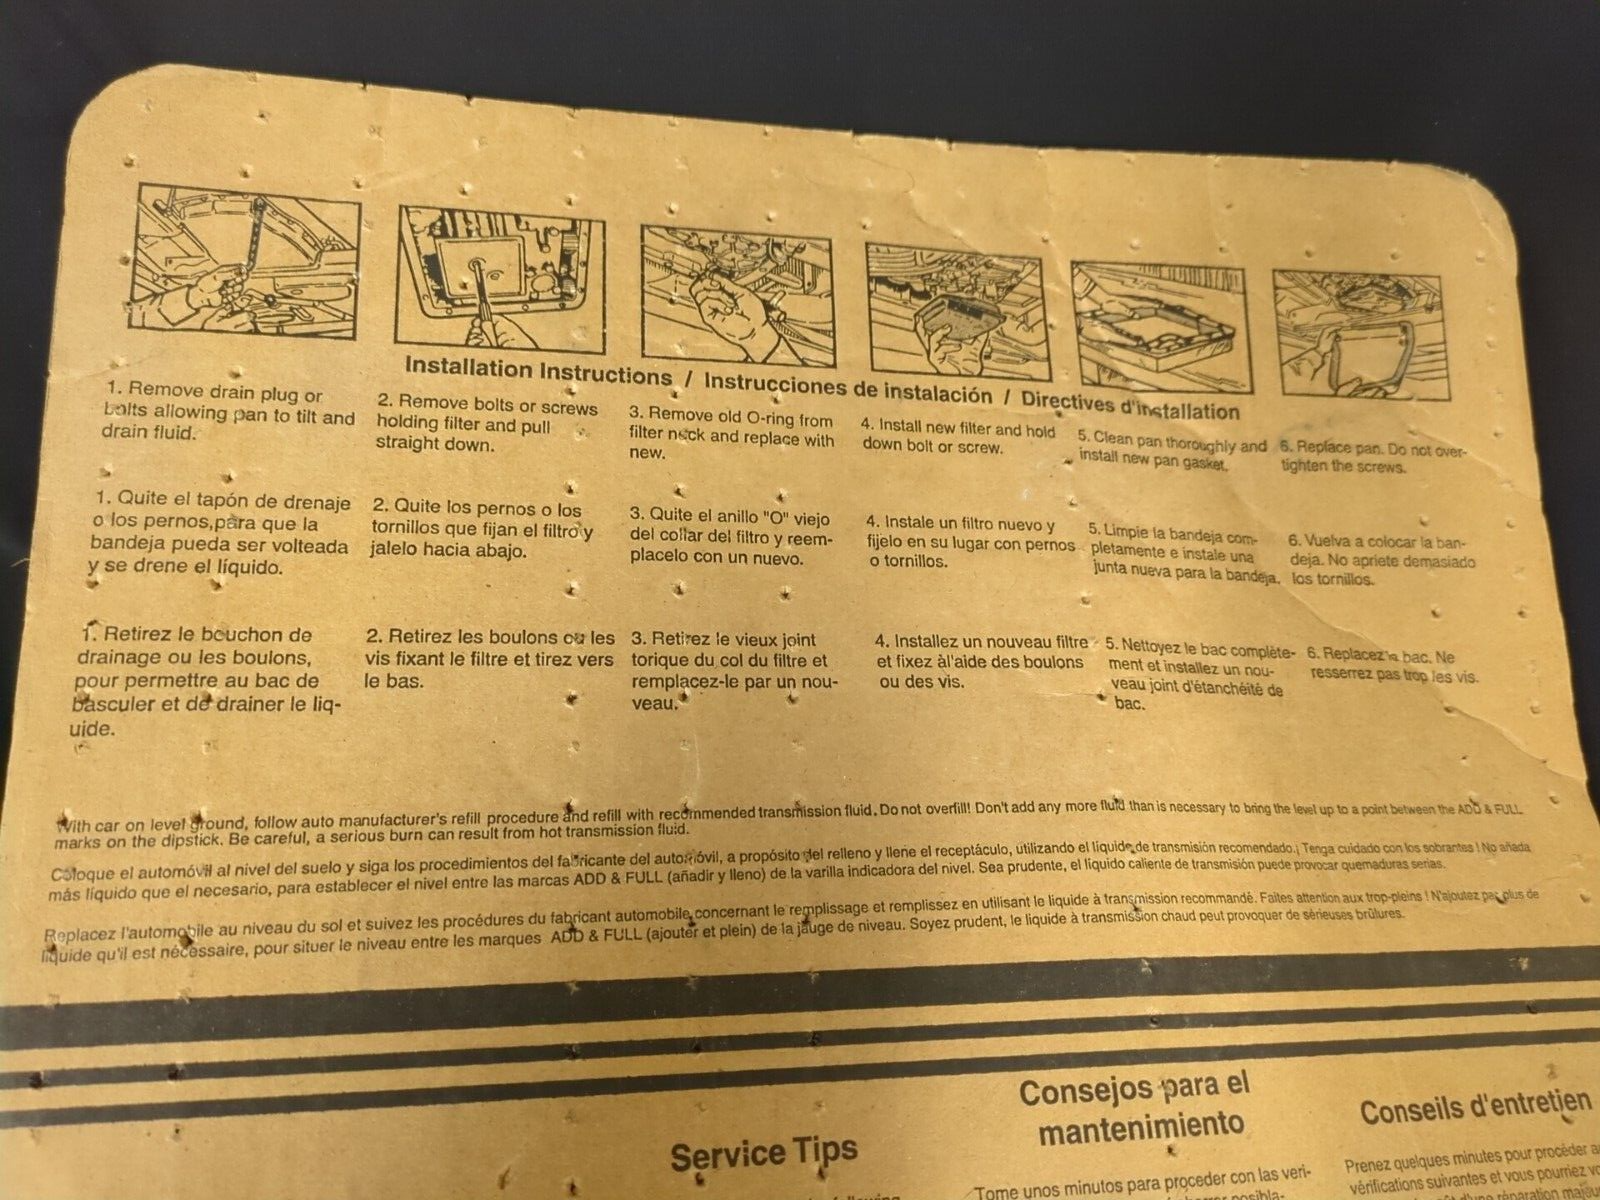 Installation Instructions / Instrucciones de instalación / Directives d'installation
1. Remove drain plug or
bolts allowing pan to tilt and
drain fluid.
2. Remove bolts or screws
holding filter and pull
straight down.
3. Remove old O-ring from
filter neck and replace with
new.
4. Install new filter and hold
down bolt or screw.
5. Clean pan thoroughly and
install new pan gasket.
6. Replace pan. Do not over-
tighten the screws.
1. Quite el tapón de drenaje
o los pernos,para que la
bandeja pueda ser volteada
y se drene el líquido.
2. Quite los pernos o los
tornillos que fijan el filtro y
jalelo hacia abajo.
3. Quite el anillo "O" viejo
del collar del filtro y reem-
placelo con un nuevo.
4. Instale un filtro nuevo y
fijelo en su lugar con pernos
o tornillos.
5. Limpie la bandeja com-
pletamente e instale una
junta nueva para la bandeja.
6. Vuelva a colocar la ban-
deja. No apriete demasiado
los tornillos.
1. Retirez le bouchon de
drainage ou les boulons,
pour permettre au bac de
basculer et de drainer le liq-
uide.
2. Retirez les boulons ou les
vis fixant le filtre et tirez vers
le bas.
3. Retirez le vieux joint
torique du col du filtre et
remplacez-le par un nou-
veau.
4. Installez un nouveau filtre
et fixez àl'aide des boulons
ou des vis.
5. Nettoyez le bac complète-
ment et installez un nou-
veau joint d'étanchéité de
bac.
6. Replacez le bac. Ne
resserrez pas trop les vis.
With car on level ground, follow auto manufacturer's refill procedure and refill with recommended transmission fluid. Do not overfill! Don't add any more fluid than is necessary to bring the level up to a point between the ADD & FULL
marks on the dipstick. Be careful, a serious burn can result from hot transmission fluid.
Coloque el automóvil al nivel del suelo y siga los procedimientos del fabricante del automóvil, a propósito del relleno y llene el receptáculo, utilizando el líquido de transmisión recomendado.¡ Tenga cuidado con los sobrantes ! No añada
más líquido que el necesario, para establecer el nivel entre las marcas ADD & FULL (añadir y lleno) de la varilla indicadora del nivel. Sea prudente, el líquido caliente de transmisión puede provocar quemaduras serias.
Replacez l'automobile au niveau du sol et suivez les procédures du fabricant automobile concernant le remplissage et remplissez en utilisant le liquide à transmission recommandé. Faites attention aux trop-pleins ! N'ajoutez pas plus de
liquide qu'il est nécessaire, pour situer le niveau entre les marques ADD & FULL (ajouter et plein) de la jauge de niveau. Soyez prudent, le liquide à transmission chaud peut provoquer de sérieuses brûlures.
Service Tips
following
Consejos para el
mantenimiento
Tome unos minutos para proceder con las veri-
Conseils d'entretien
Prenez quelques minutes pour procéder
vérifications suivantes et vous pourriez
réparation